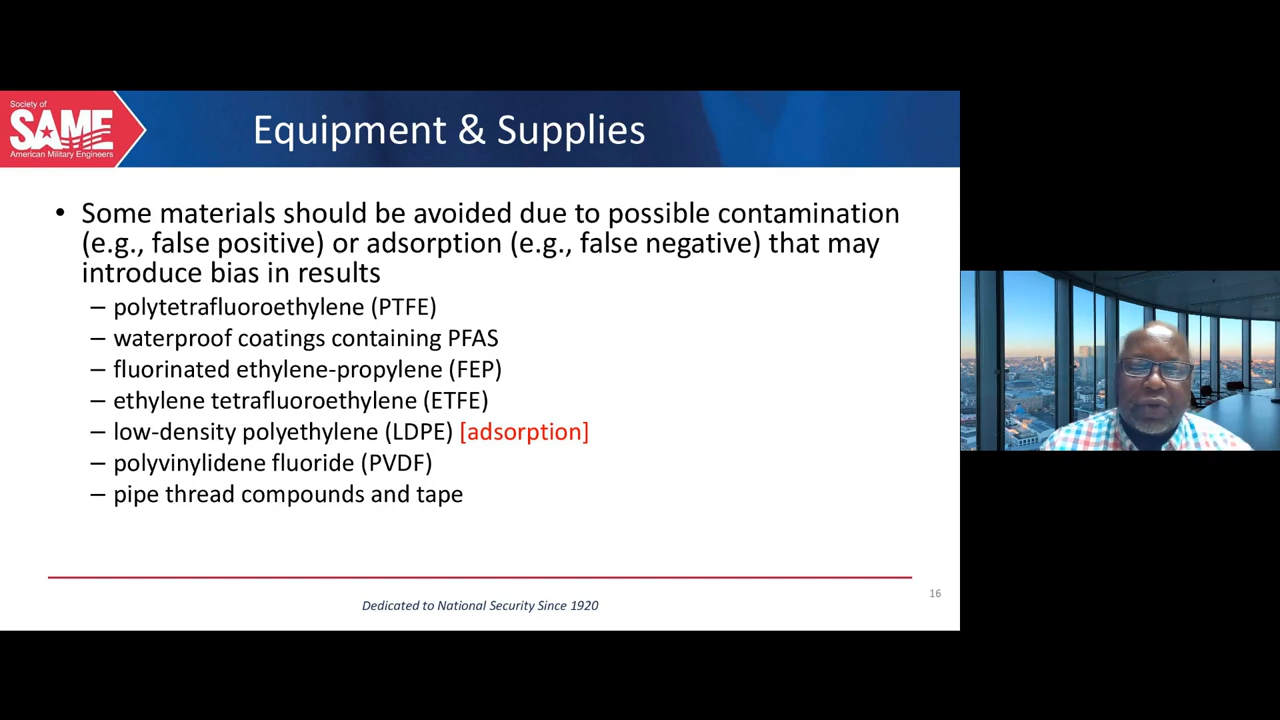 Society of
SAME
American Military Engineers
Equipment & Supplies
• Some materials should be avoided due to possible contamination
(e.g., false positive) or adsorption (e.g., false negative) that may
introduce bias in results
– polytetrafluoroethylene (PTFE)
– waterproof coatings containing PFAS
– fluorinated ethylene-propylene (FEP)
– ethylene tetrafluoroethylene (ETFE)
– low-density polyethylene (LDPE) [adsorption]
– polyvinylidene fluoride (PVDF)
– pipe thread compounds and tape
16
Dedicated to National Security Since 1920